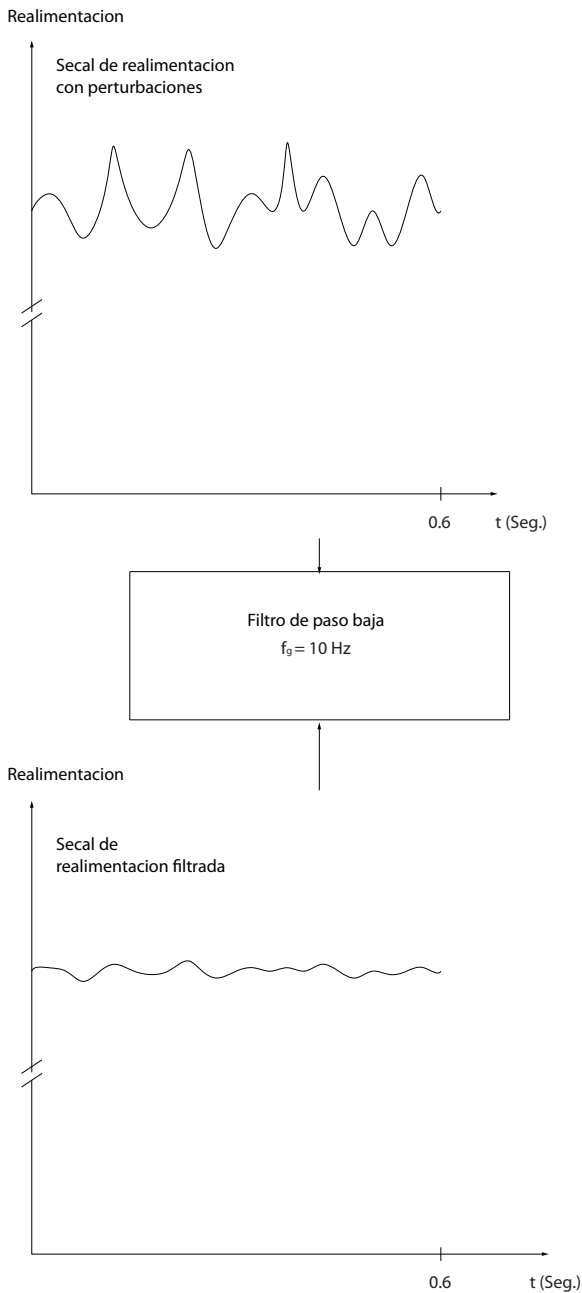 Realimentacion
Secal de realimentacion
con perturbaciones
0.6 t (Seg.)
Filtro de paso baja
fg = 10 Hz
Realimentacion
Secal de
realimentacion filtrada
0.6 t (Seg.)